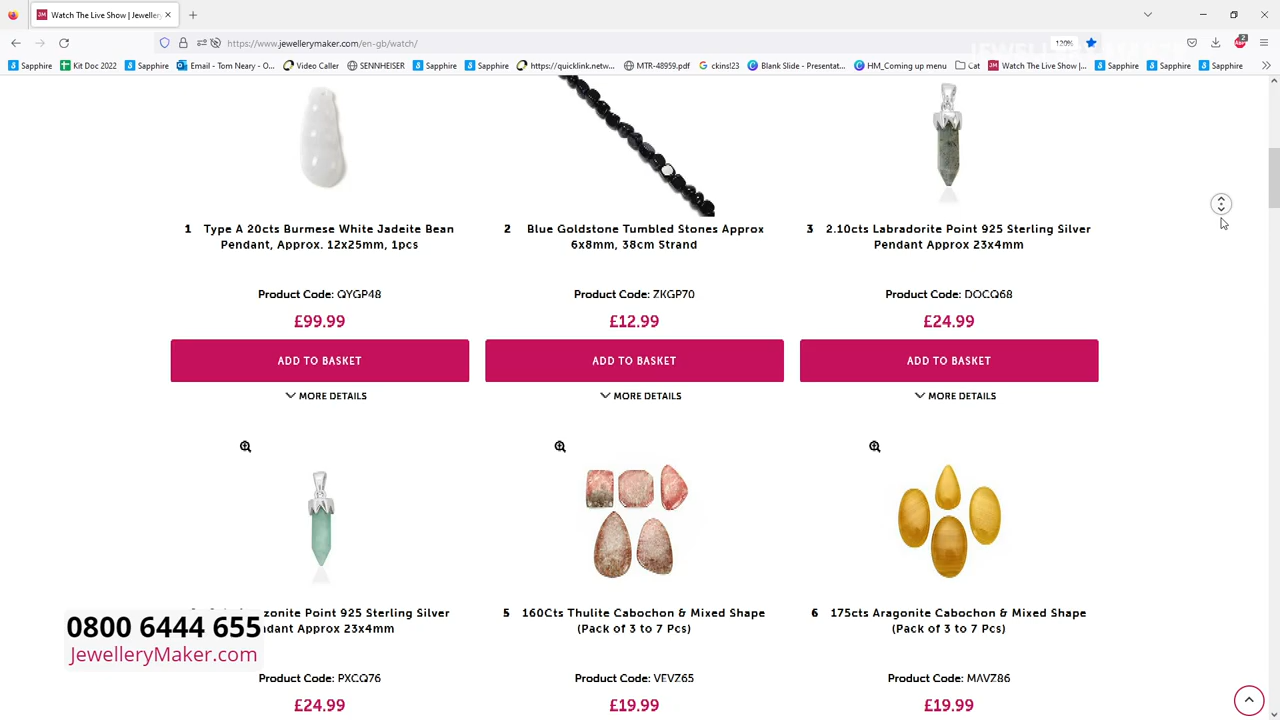 Watch The Live Show | Jeweller
https://www.jewellerymaker.com/
gb/watch/
120%
2
Sapphire
Kit Doc 2022
Sapphire
Email - Tom Neary - O...
Video Caller
SENNHEISER
Sapphire
https://quicklink.netw...
MTR-48959.pdf
ckins123
Blank Slide - Presentat...
HM_Coming up menu
Cat
Watch The Live Show |...
Sapphire
Sapphire
Sapphire
1 Type A 20cts Burmese White Jadeite Bean
Pendant, Approx. 12x25mm, 1pcs
Product Code: QYGP48
£99.99
ADD TO BASKET
MORE DETAILS
2 Blue Goldstone Tumbled Stones Approx
6x8mm, 38cm Strand
Product Code: ZKGP70
£12.99
ADD TO BASKET
MORE DETAILS
3 2.10cts Labradorite Point 925 Sterling Silver
Pendant Approx 23x4mm
Product Code: DOCQ68
£24.99
ADD TO BASKET
MORE DETAILS
Point 925 Sterling Silver
Approx 23x4mm
Product Code: PXCQ76
£24.99
5 160Cts Thulite Cabochon & Mixed Shape
(Pack of 3 to 7 Pcs)
Product Code: VEVZ65
£19.99
6 175cts Aragonite Cabochon & Mixed Shape
(Pack of 3 to 7 Pcs)
Product Code: MAVZ86
£19.99
0800 6444 655
JewelleryMaker.com